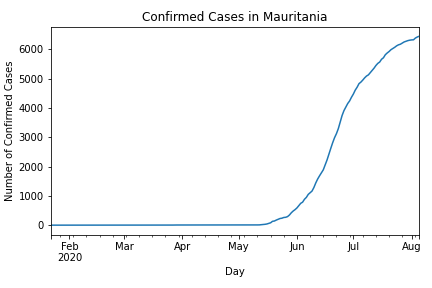 Confirmed Cases in Mauritania
Number of Confirmed Cases
6000
5000
4000
3000
2000
1000
0
Feb Mar Apr May Jun Jul Aug
2020
Day